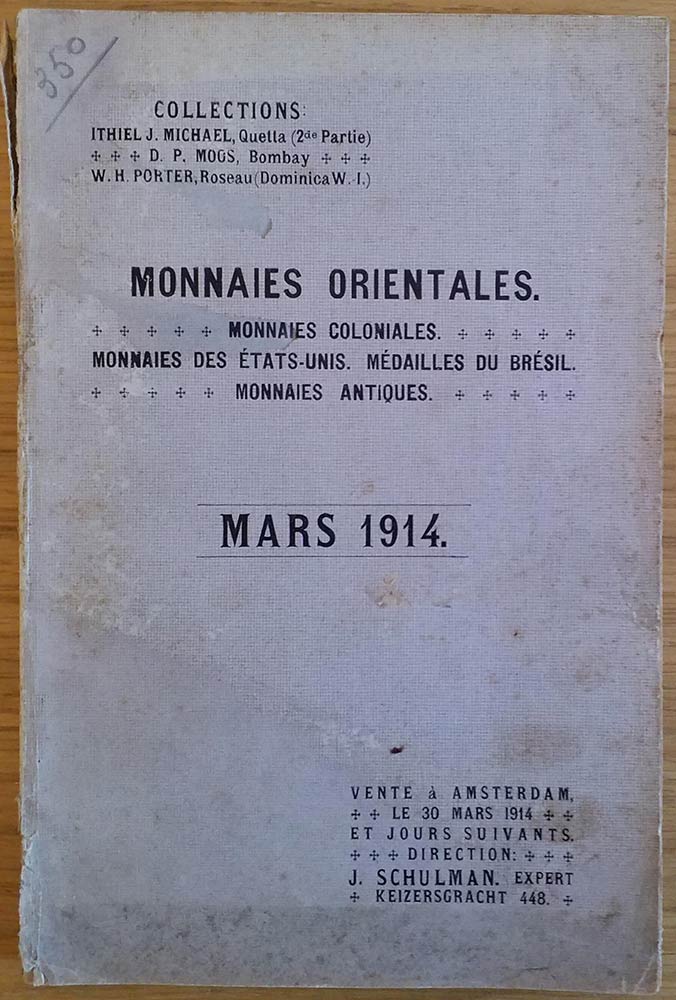 350
COLLECTIONS:
ITHIEL J. MICHAEL, Quetta (2de Partie)
✢ ✢ ✢ D. P. MOOS, Bombay ✢ ✢ ✢
W. H. PORTER, Roseau (Dominica W.-I.)
MONNAIES ORIENTALES.
✢ ✢ ✢ ✢ ✢ MONNAIES COLONIALES. ✢ ✢ ✢ ✢ ✢
MONNAIES DES ÉTATS-UNIS. MÉDAILLES DU BRÉSIL.
✢ ✢ ✢ ✢ ✢ MONNAIES ANTIQUES. ✢ ✢ ✢ ✢ ✢
MARS 1914.
VENTE à AMSTERDAM,
✢ ✢ LE 30 MARS 1914 ✢ ✢
ET JOURS SUIVANTS.
✢ ✢ ✢ DIRECTION: ✢ ✢ ✢
J. SCHULMAN. EXPERT
✢ KEIZERSGRACHT 448. ✢